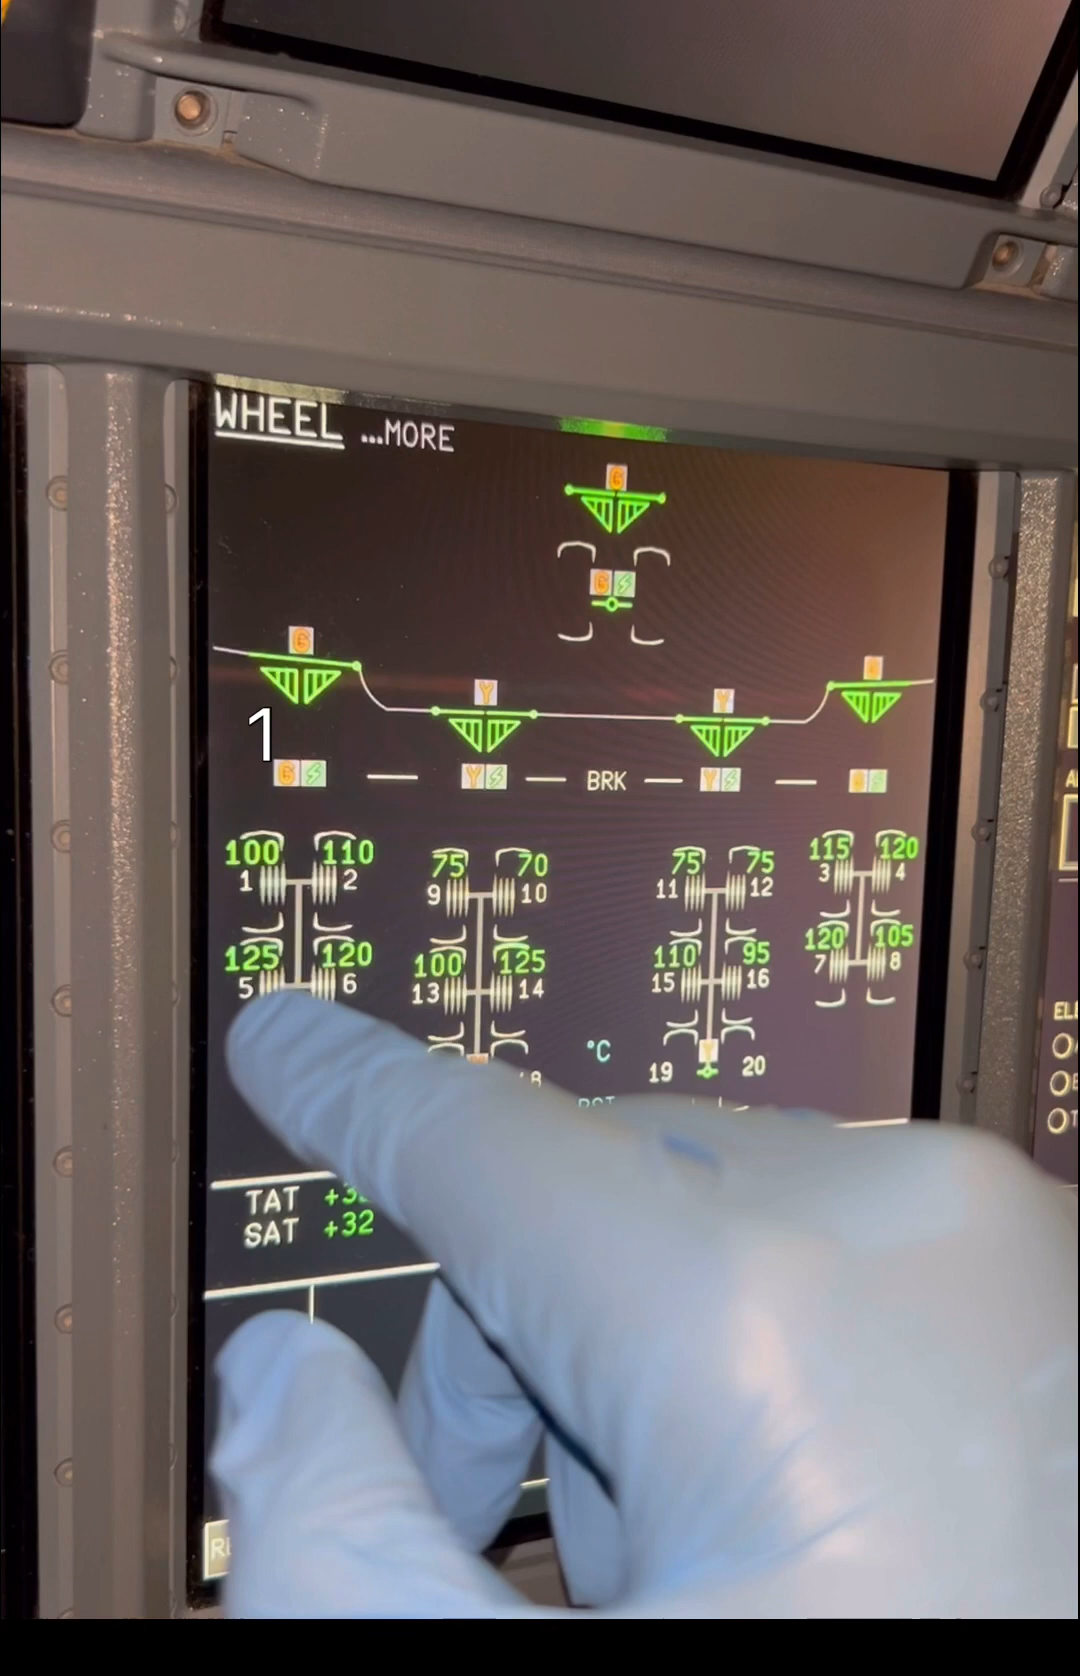 WHEEL ...MORE
G
G
G
G
Y
Y
1
G Y BRK Y
100 110 75 70 75 75 115 120
1 2 9 10 11 12 3 4
125 120 100 125 110 95 120 105
5 6 13 14 15 16 7 8
°C
Y
19 20
TAT
SAT +32